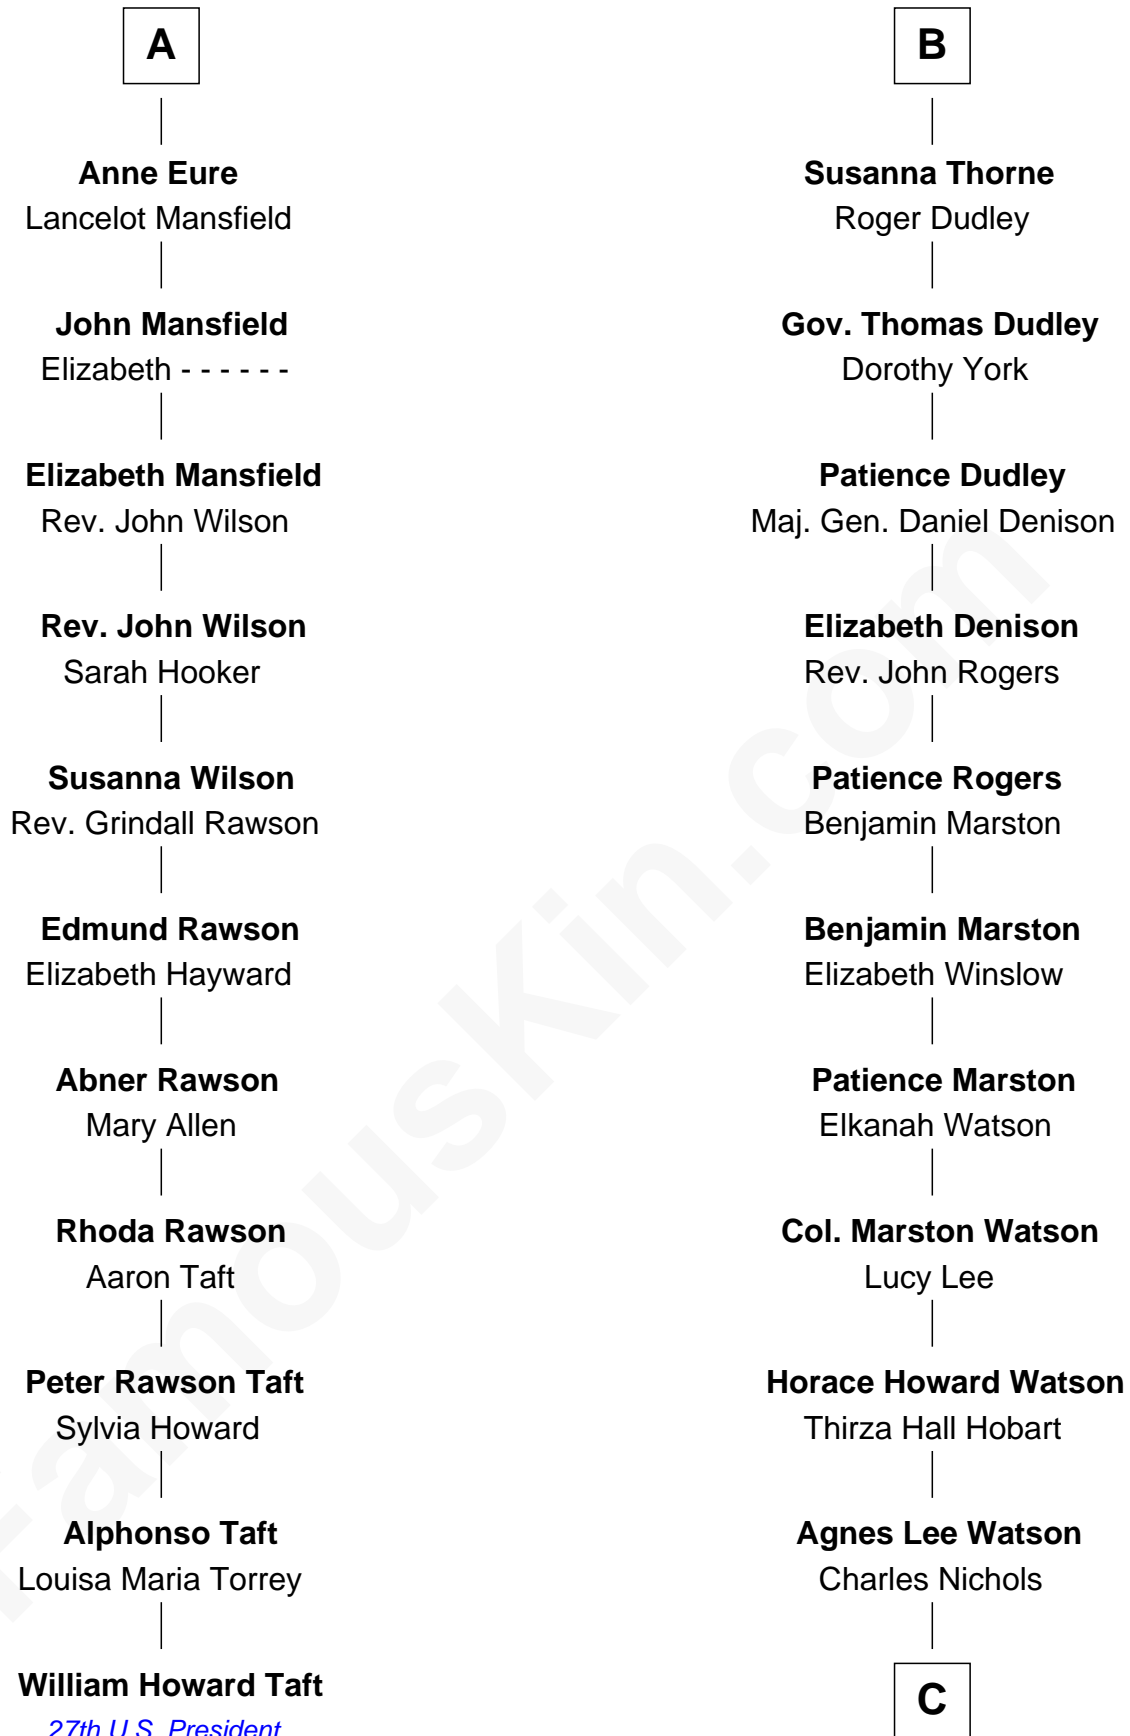 A
Anne Eure
Lancelot Mansfield
John Mansfield
Elizabeth - - - - - -
Elizabeth Mansfield
Rev. John Wilson
Rev. John Wilson
Sarah Hooker
Susanna Wilson
Rev. Grindall Rawson
Edmund Rawson
Elizabeth Hayward
Abner Rawson
Mary Allen
Rhoda Rawson
Aaron Taft
Peter Rawson Taft
Sylvia Howard
Alphonso Taft
Louisa Maria Torrey
William Howard Taft
27th U.S. President
B
Susanna Thorne
Roger Dudley
Gov. Thomas Dudley
Dorothy York
Patience Dudley
Maj. Gen. Daniel Denison
Elizabeth Denison
Rev. John Rogers
Patience Rogers
Benjamin Marston
Benjamin Marston
Elizabeth Winslow
Patience Marston
Elkanah Watson
Col. Marston Watson
Lucy Lee
Horace Howard Watson
Thirza Hall Hobart
Agnes Lee Watson
Charles Nichols
C
FamousKin.com